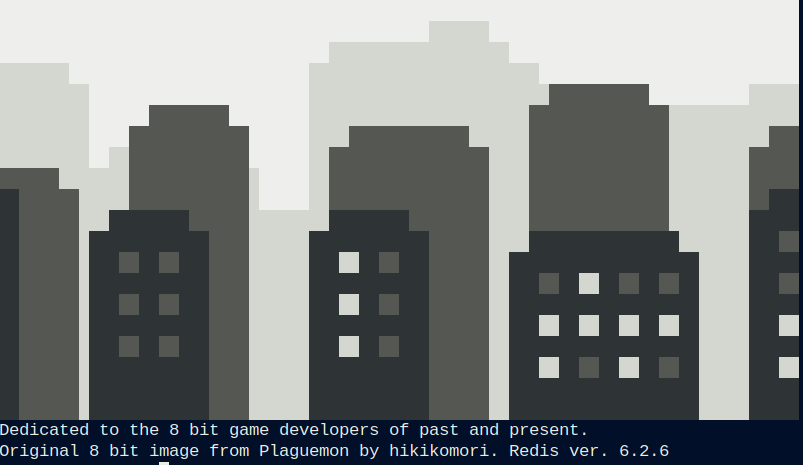 Dedicated to the 8 bit game developers of past and present.
Original 8 bit image from Plaguemon by hikikomori. Redis ver. 6.2.6